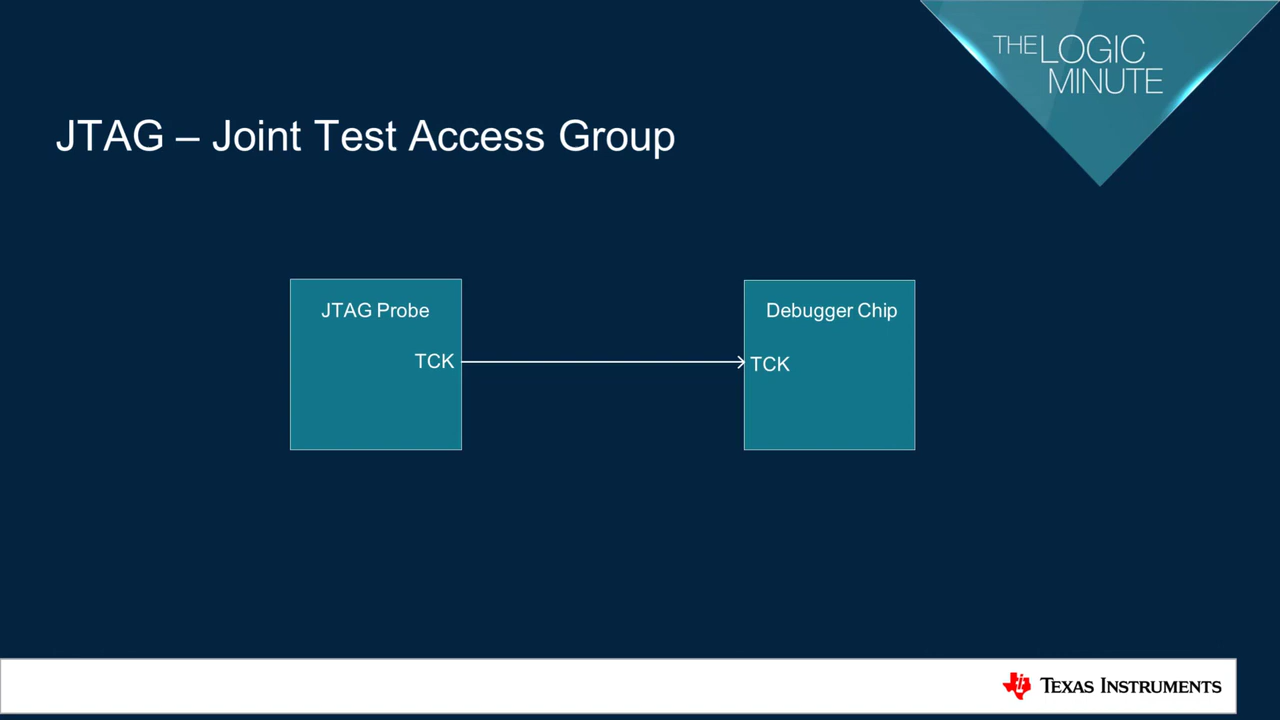 THE LOGIC
MINUTE
JTAG – Joint Test Access Group
JTAG Probe
TCK
Debugger Chip
TCK
TEXAS INSTRUMENTS